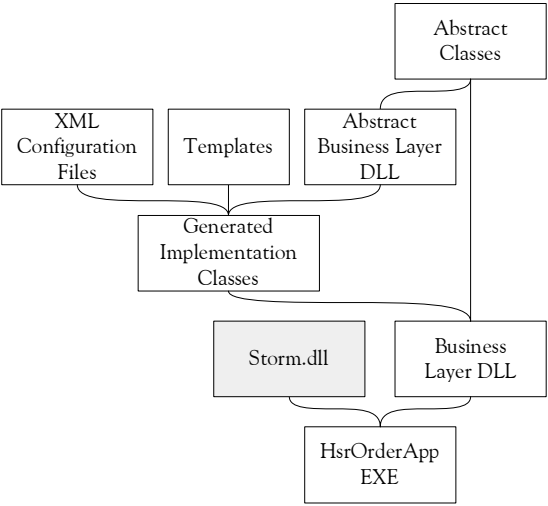 Abstract
Classes
XML
Configuration
Files
Templates
Abstract
Business Layer
DLL
Generated
Implementation
Classes
Storm.dll
Business
Layer DLL
HsrOrderApp
EXE